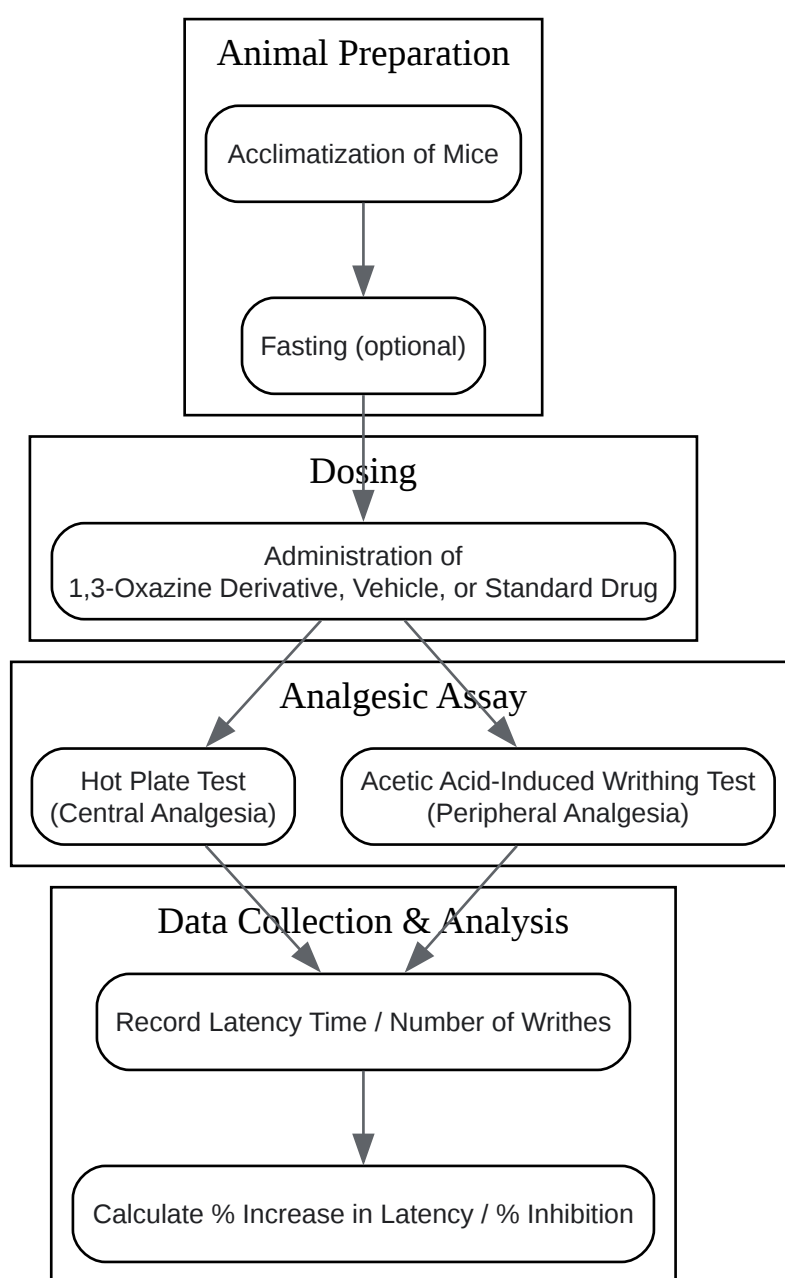 Animal Preparation
Acclimatization of Mice
Fasting (optional)
Dosing
Administration of
1,3-Oxazine Derivative, Vehicle, or Standard Drug
Analgesic Assay
Hot Plate Test
(Central Analgesia)
Acetic Acid-Induced Writhing Test
(Peripheral Analgesia)
Data Collection & Analysis
Record Latency Time / Number of Writhes
Calculate % Increase in Latency / % Inhibition